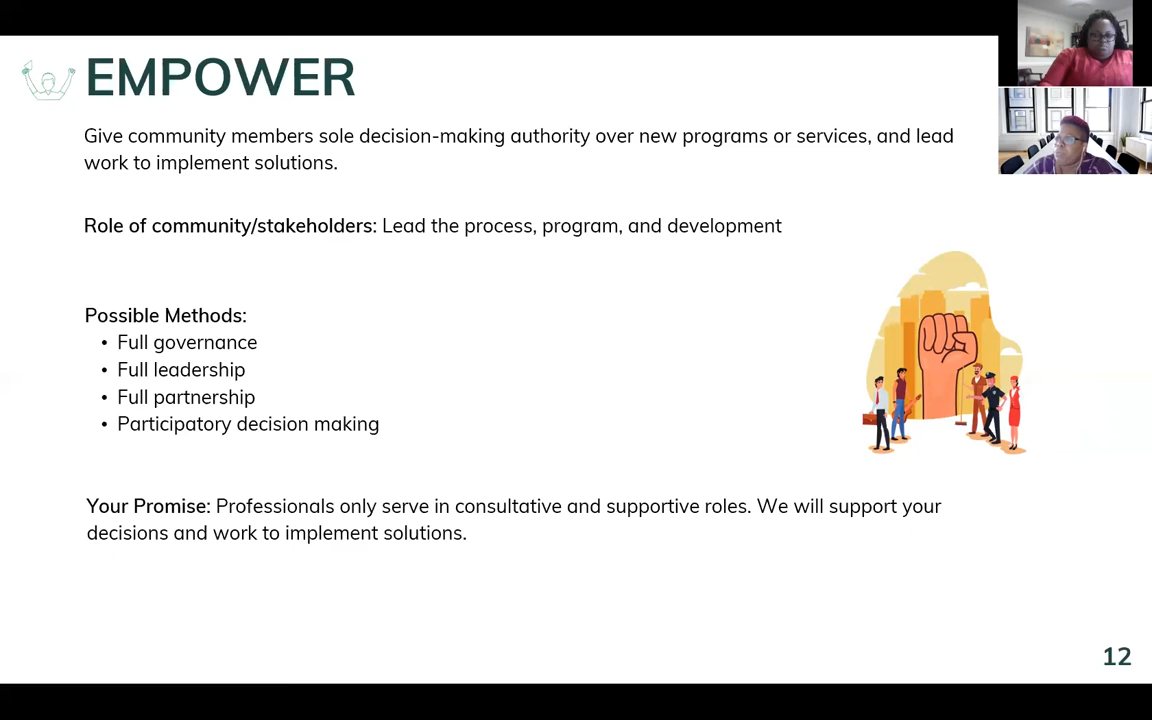 EMPOWER
Give community members sole decision-making authority over new programs or services, and lead
work to implement solutions.
Role of community/stakeholders: Lead the process, program, and development
Possible Methods:
• Full governance
• Full leadership
• Full partnership
• Participatory decision making
Your Promise: Professionals only serve in consultative and supportive roles. We will support your
decisions and work to implement solutions.
12